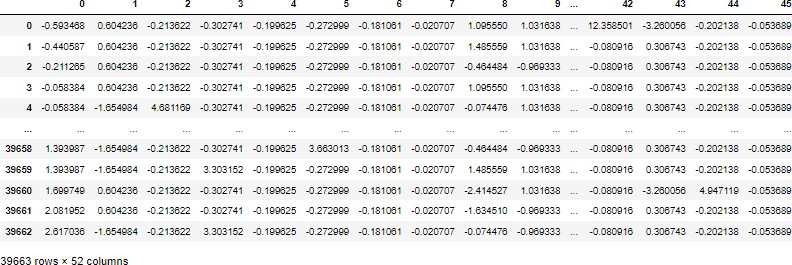 0 1 2 3 4 5 6 7 8 9 ... 42 43 44 45
0 -0.593468 0.604236 -0.213622 -0.302741 -0.199625 -0.272999 -0.181061 -0.020707 1.095550 1.031638 ... 12.358501 -3.260056 -0.202138 -0.053689
1 -0.440587 0.604236 -0.213622 -0.302741 -0.199625 -0.272999 -0.181061 -0.020707 1.485559 1.031638 ... -0.080916 0.306743 -0.202138 -0.053689
2 -0.211265 0.604236 -0.213622 -0.302741 -0.199625 -0.272999 -0.181061 -0.020707 -0.464484 -0.969333 ... -0.080916 0.306743 -0.202138 -0.053689
3 -0.058384 0.604236 -0.213622 -0.302741 -0.199625 -0.272999 -0.181061 -0.020707 1.095550 1.031638 ... -0.080916 0.306743 -0.202138 -0.053689
4 -0.058384 -1.654984 4.681169 -0.302741 -0.199625 -0.272999 -0.181061 -0.020707 -0.074476 1.031638 ... -0.080916 0.306743 -0.202138 -0.053689
... ... ... ... ... ... ... ... ... ... ... ... ... ... ... ...
39658 1.393987 -1.654984 -0.213622 -0.302741 -0.199625 3.663013 -0.181061 -0.020707 -0.464484 -0.969333 ... -0.080916 0.306743 -0.202138 -0.053689
39659 1.393987 -1.654984 -0.213622 3.303152 -0.199625 -0.272999 -0.181061 -0.020707 1.485559 1.031638 ... -0.080916 0.306743 -0.202138 -0.053689
39660 1.699749 0.604236 -0.213622 -0.302741 -0.199625 -0.272999 -0.181061 -0.020707 -2.414527 1.031638 ... -0.080916 -3.260056 4.947119 -0.053689
39661 2.081952 0.604236 -0.213622 -0.302741 -0.199625 -0.272999 -0.181061 -0.020707 -1.634510 -0.969333 ... -0.080916 0.306743 -0.202138 -0.053689
39662 2.617036 -1.654984 -0.213622 3.303152 -0.199625 -0.272999 -0.181061 -0.020707 -0.074476 -0.969333 ... -0.080916 0.306743 -0.202138 -0.053689
39663 rows × 52 columns